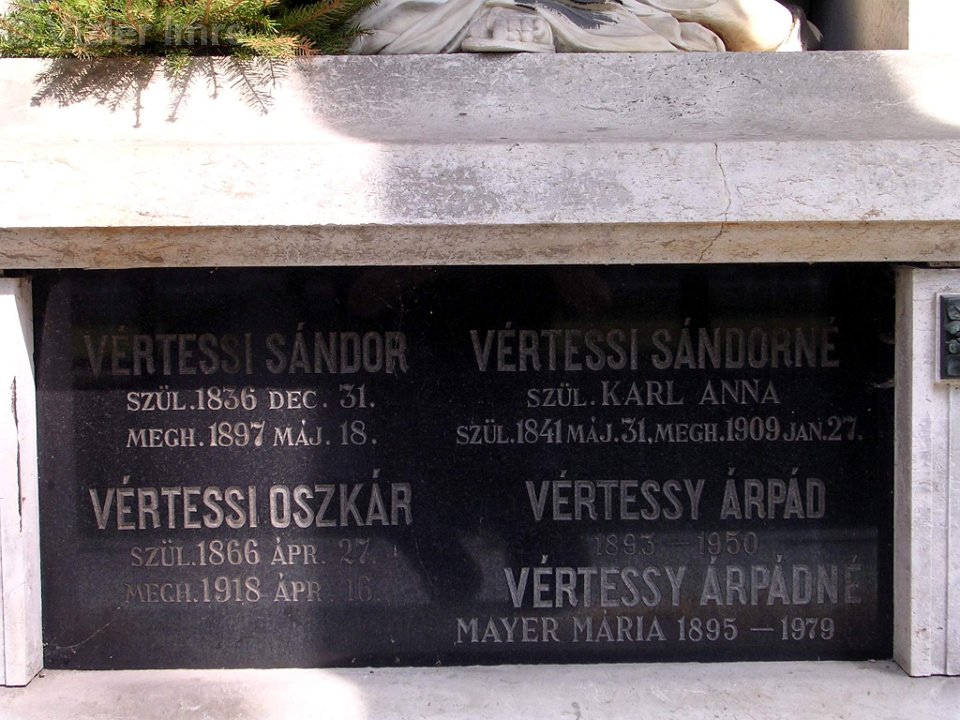 VÉRTESSI SÁNDOR
SZÜL.1836 DEC. 31.
MEGH.1897 MÁJ. 18.
VÉRTESSI OSZKÁR
SZÜL.1866 ÁPR. 27.
MEGH.1918 ÁPR. 16.
VÉRTESSI SÁNDORNÉ
SZÜL. KARL ANNA
SZÜL.1841 MÁJ. 31, MEGH.1909 JAN.27.
VÉRTESSY ÁRPÁD
1893 — 1950
VÉRTESSY ÁRPÁDNÉ
MAYER MÁRIA 1895 — 1979